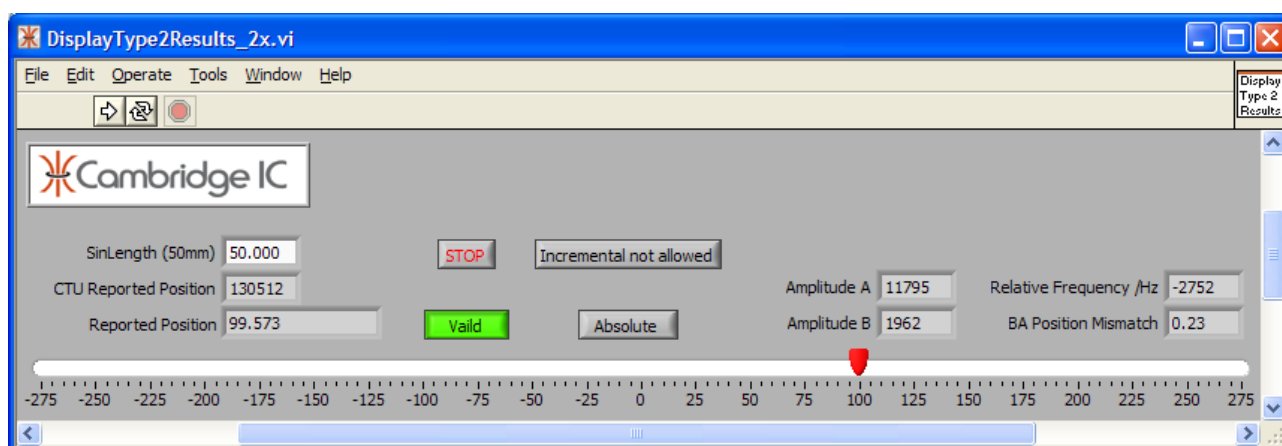 DisplayType2Results_2x.vi
File Edit Operate Tools Window Help
Display
Type 2
Results
Cambridge IC
SinLength (50mm) 50.000 STOP Incremental not allowed
CTU Reported Position 130512 Amplitude A 11795 Relative Frequency /Hz -2752
Reported Position 99.573 Vaild Absolute Amplitude B 1962 BA Position Mismatch 0.23
-275 -250 -225 -200 -175 -150 -125 -100 -75 -50 -25 0 25 50 75 100 125 150 175 200 225 250 275